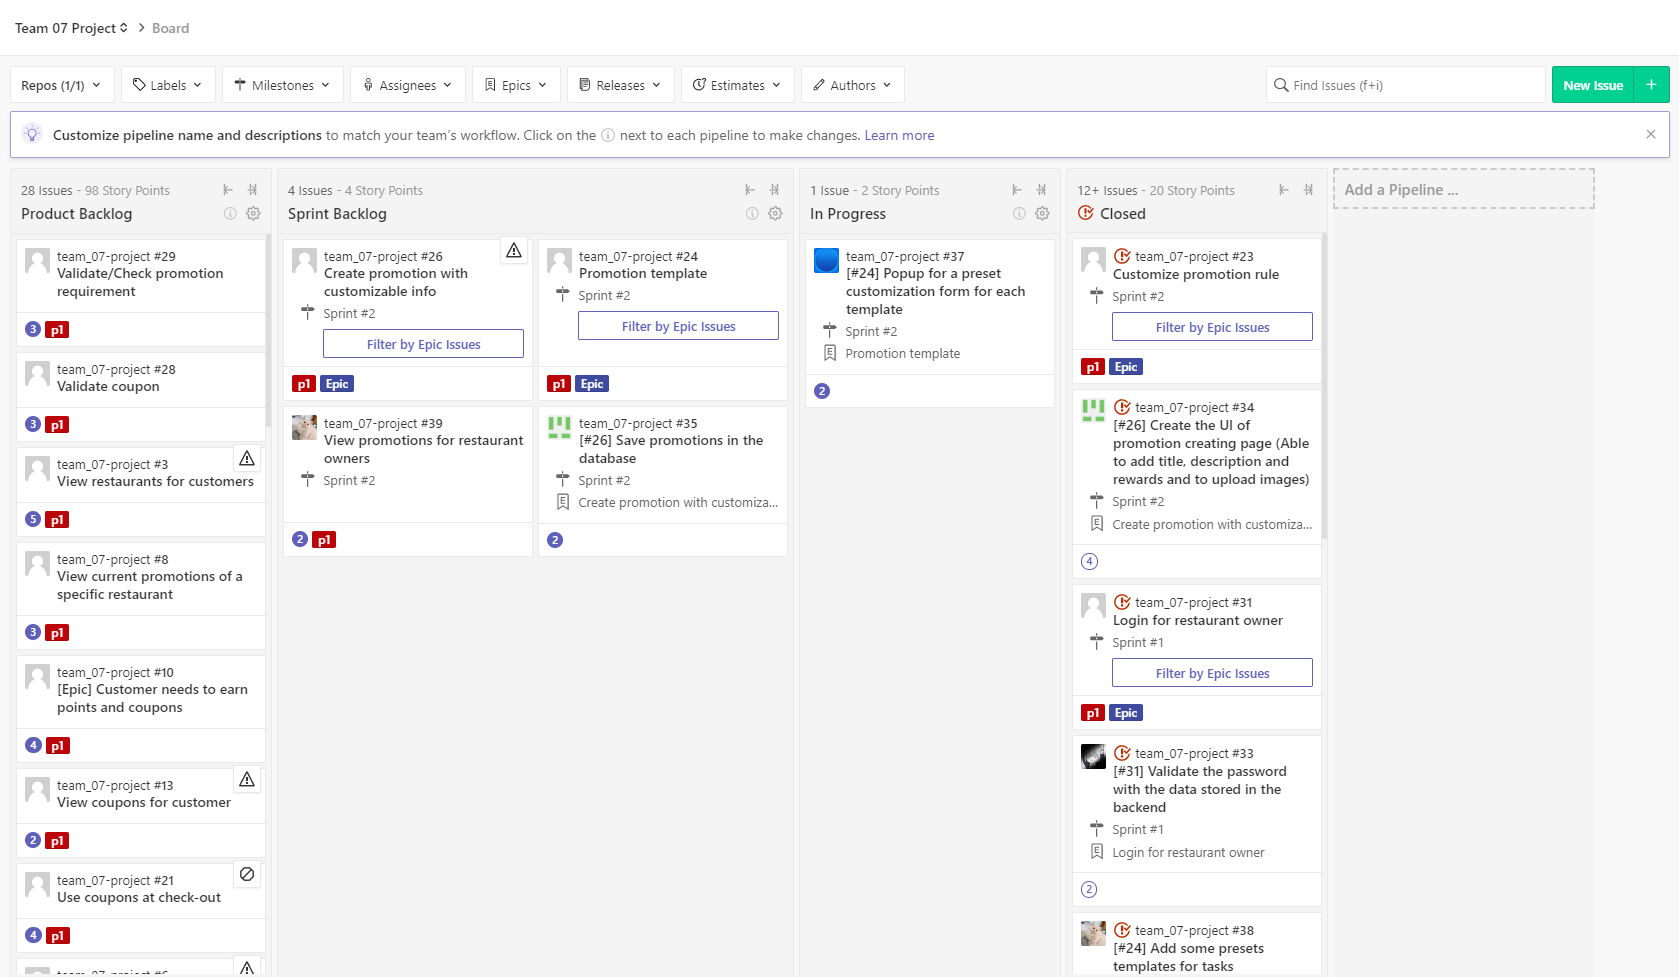 Team 07 Project > Board
Repos (1/1) Labels Milestones Assignees Epics Releases Estimates Authors Find Issues (f+i) New Issue +
Customize pipeline name and descriptions to match your team's workflow. Click on the ⓘ next to each pipeline to make changes. Learn more
28 Issues - 98 Story Points
Product Backlog
team_07-project #29
Validate/Check promotion
requirement
3 p1
team_07-project #28
Validate coupon
3 p1
team_07-project #3
View restaurants for customers
5 p1
team_07-project #8
View current promotions of a
specific restaurant
3 p1
team_07-project #10
[Epic] Customer needs to earn
points and coupons
4 p1
team_07-project #13
View coupons for customer
2 p1
team_07-project #21
Use coupons at check-out
4 p1
4 Issues - 4 Story Points
Sprint Backlog
team_07-project #26
Create promotion with
customizable info
Sprint #2
Filter by Epic Issues
p1 Epic
team_07-project #24
Promotion template
Sprint #2
Filter by Epic Issues
p1 Epic
team_07-project #39
View promotions for restaurant
owners
Sprint #2
2 p1
team_07-project #35
[#26] Save promotions in the
database
Sprint #2
Create promotion with customiza...
2
1 Issue - 2 Story Points
In Progress
team_07-project #37
[#24] Popup for a preset
customization form for each
template
Sprint #2
Promotion template
2
12+ Issues - 20 Story Points
Closed
team_07-project #23
Customize promotion rule
Sprint #2
Filter by Epic Issues
p1 Epic
team_07-project #34
[#26] Create the UI of
promotion creating page (Able
to add title, description and
rewards and to upload images)
Sprint #2
Create promotion with customiza...
4
team_07-project #31
Login for restaurant owner
Sprint #1
Filter by Epic Issues
p1 Epic
team_07-project #33
[#31] Validate the password
with the data stored in the
backend
Sprint #1
Login for restaurant owner
2
team_07-project #38
[#24] Add some presets
templates for tasks
Add a Pipeline ...